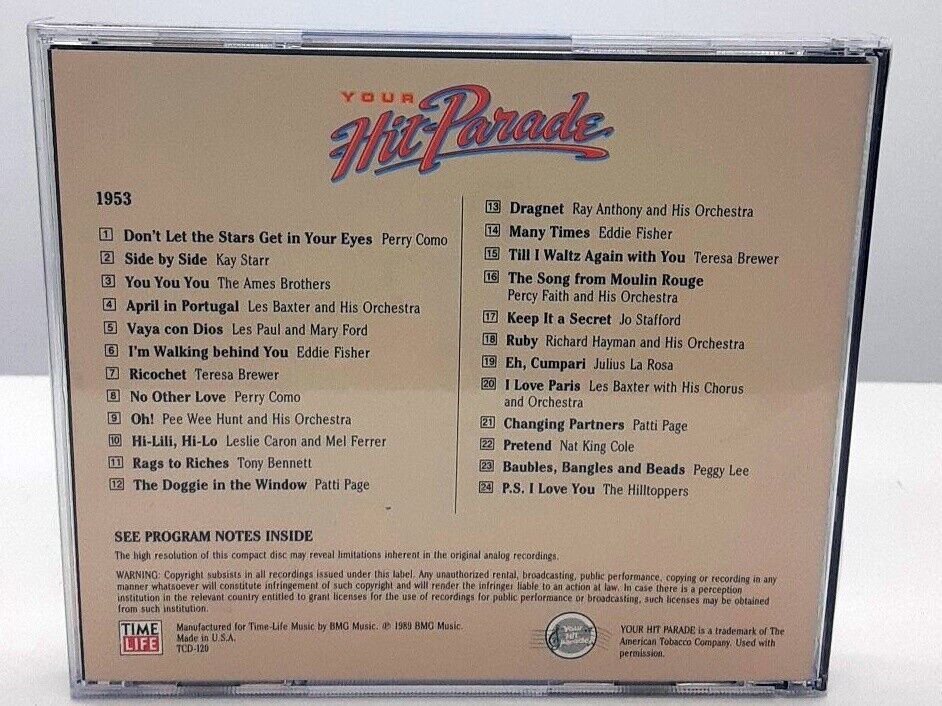 YOUR
Hit Parade
1953
1 Don't Let the Stars Get in Your Eyes Perry Como
2 Side by Side Kay Starr
3 You You You The Ames Brothers
4 April in Portugal Les Baxter and His Orchestra
5 Vaya con Dios Les Paul and Mary Ford
6 I'm Walking behind You Eddie Fisher
7 Ricochet Teresa Brewer
8 No Other Love Perry Como
9 Oh! Pee Wee Hunt and His Orchestra
10 Hi-Lili, Hi-Lo Leslie Caron and Mel Ferrer
11 Rags to Riches Tony Bennett
12 The Doggie in the Window Patti Page
13 Dragnet Ray Anthony and His Orchestra
14 Many Times Eddie Fisher
15 Till I Waltz Again with You Teresa Brewer
16 The Song from Moulin Rouge
Percy Faith and His Orchestra
17 Keep It a Secret Jo Stafford
18 Ruby Richard Hayman and His Orchestra
19 Eh, Cumpari Julius La Rosa
20 I Love Paris Les Baxter with His Chorus
and Orchestra
21 Changing Partners Patti Page
22 Pretend Nat King Cole
23 Baubles, Bangles and Beads Peggy Lee
24 P.S. I Love You The Hilltoppers
SEE PROGRAM NOTES INSIDE
The high resolution of this compact disc may reveal limitations inherent in the original analog recordings.
WARNING: Copyright subsists in all recordings issued under this label. Any unauthorized rental, broadcasting, public performance, copying or recording in any
manner whatsoever will constitute infringement of such copyright and will render the infringer liable to an action at law. In case there is a perception
institution in the relevant country entitled to grant licenses for the use of recordings for public performance or broadcasting, such licenses may be obtained
from such institution.
TIME
LIFE
Manufactured for Time-Life Music by BMG Music. ℗ 1989 BMG Music.
Made in U.S.A.
TCD-120
Your
Hit
Parade
YOUR HIT PARADE is a trademark of The
American Tobacco Company. Used with
permission.